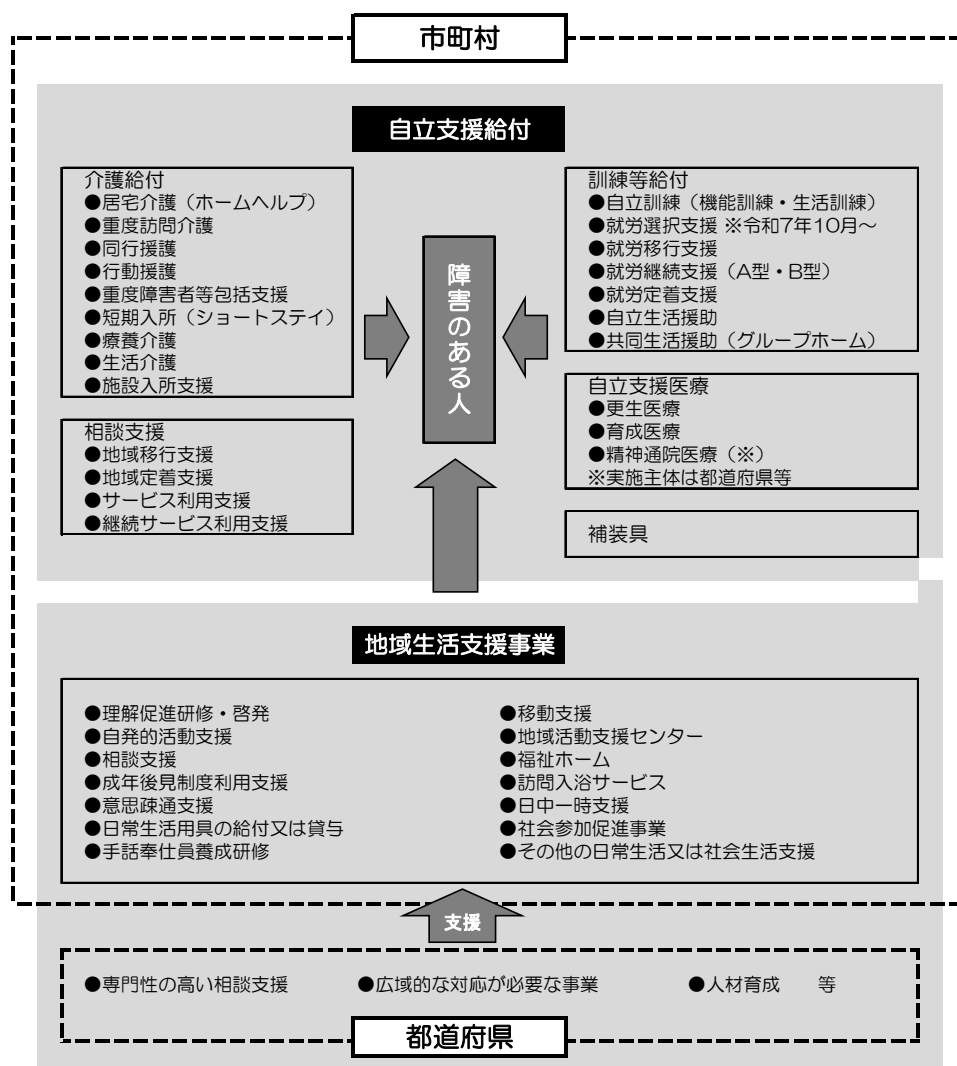 市町村
自立支援給付
介護給付
●居宅介護（ホームヘルプ）
●重度訪問介護
●同行援護
●行動援護
●重度障害者等包括支援
●短期入所（ショートステイ）
●療養介護
●生活介護
●施設入所支援
相談支援
●地域移行支援
●地域定着支援
●サービス利用支援
●継続サービス利用支援
障害のある人
訓練等給付
●自立訓練（機能訓練・生活訓練）
●就労選択支援 ※令和7年10月～
●就労移行支援
●就労継続支援（A型・B型）
●就労定着支援
●自立生活援助
●共同生活援助（グループホーム）
自立支援医療
●更生医療
●育成医療
●精神通院医療（※）
※実施主体は都道府県等
補装具
地域生活支援事業
●理解促進研修・啓発
●自発的活動支援
●相談支援
●成年後見制度利用支援
●意思疎通支援
●日常生活用具の給付又は貸与
●手話奉仕員養成研修
●移動支援
●地域活動支援センター
●福祉ホーム
●訪問入浴サービス
●日中一時支援
●社会参加促進事業
●その他の日常生活又は社会生活支援
支援
●専門性の高い相談支援 ●広域的な対応が必要な事業 ●人材育成 等
都道府県